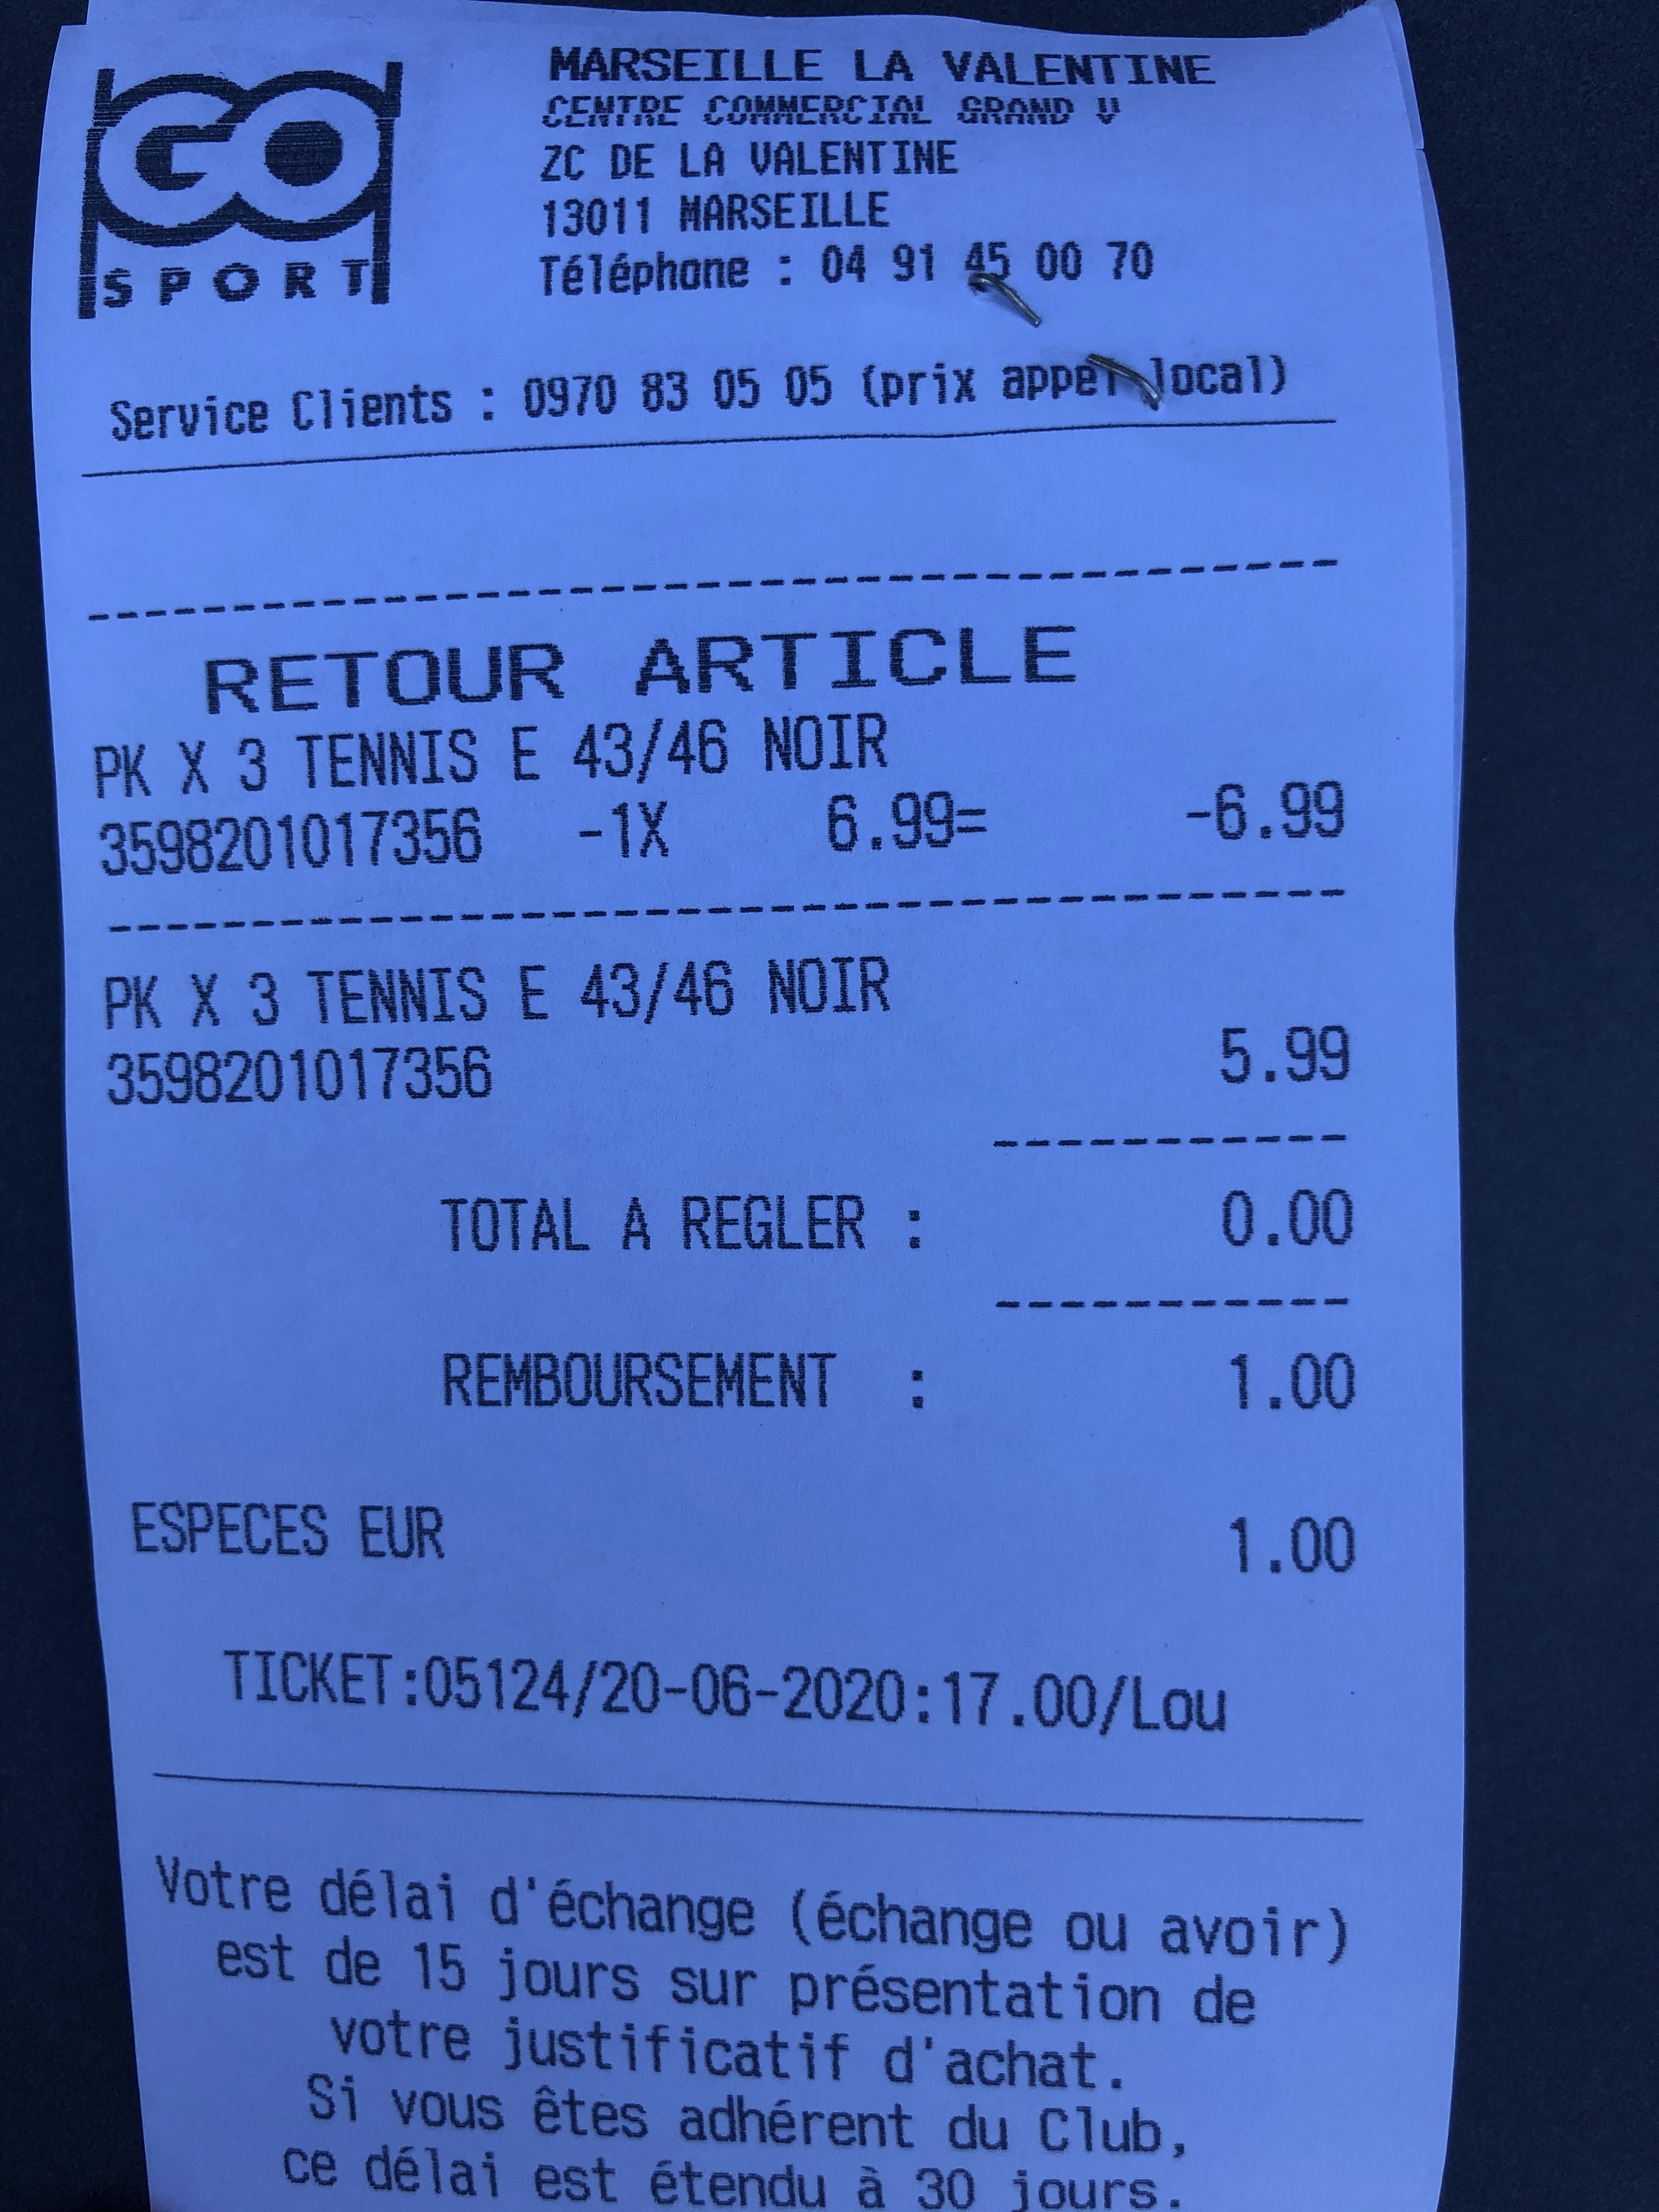 GO
SPORT
MARSEILLE LA VALENTINE
CENTRE COMMERCIAL GRAND V
ZC DE LA VALENTINE
13011 MARSEILLE
Téléphone : 04 91 45 00 70
Service Clients : 0970 83 05 05 (prix appel local)
RETOUR ARTICLE
PK X 3 TENNIS E 43/46 NOIR
3598201017356 -1X 6.99= -6.99
PK X 3 TENNIS E 43/46 NOIR
3598201017356 5.99
TOTAL A REGLER : 0.00
REMBOURSEMENT : 1.00
ESPECES EUR 1.00
TICKET:05124/20-06-2020:17.00/Lou
Votre délai d'échange (échange ou avoir)
est de 15 jours sur présentation de
votre justificatif d'achat.
Si vous êtes adhérent du Club,
ce délai est étendu à 30 jours.